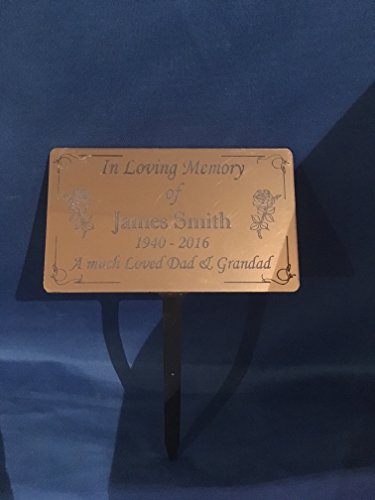 In Loving Memory
of
James Smith
1940 - 2016
A much Loved Dad & Grandad